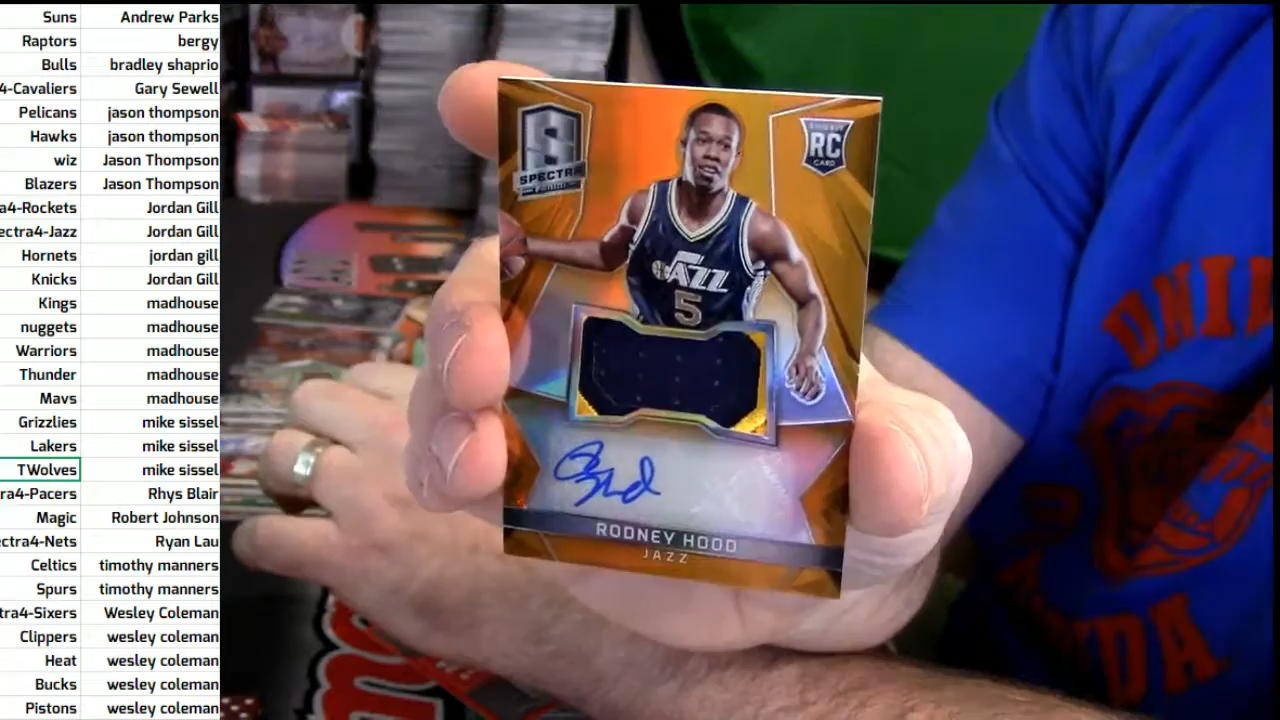 Suns Andrew Parks
Raptors bergy
Bulls bradley shaprio
4-Cavaliers Gary Sewell
Pelicans jason thompson
Hawks jason thompson
wiz Jason Thompson
Blazers Jason Thompson
a4-Rockets Jordan Gill
ectra4-Jazz Jordan Gill
Hornets jordan gill
Knicks Jordan Gill
Kings madhouse
nuggets madhouse
Warriors madhouse
Thunder madhouse
Mavs madhouse
Grizzlies mike sissel
Lakers mike sissel
TWolves mike sissel
ra4-Pacers Rhys Blair
Magic Robert Johnson
ectra4-Nets Ryan Lau
Celtics timothy manners
Spurs timothy manners
tra4-Sixers Wesley Coleman
Clippers wesley coleman
Heat wesley coleman
Bucks wesley coleman
Pistons wesley coleman
S
SPECTRA
RC
CARD
JAZZ
5
RODNEY HOOD
JAZZ